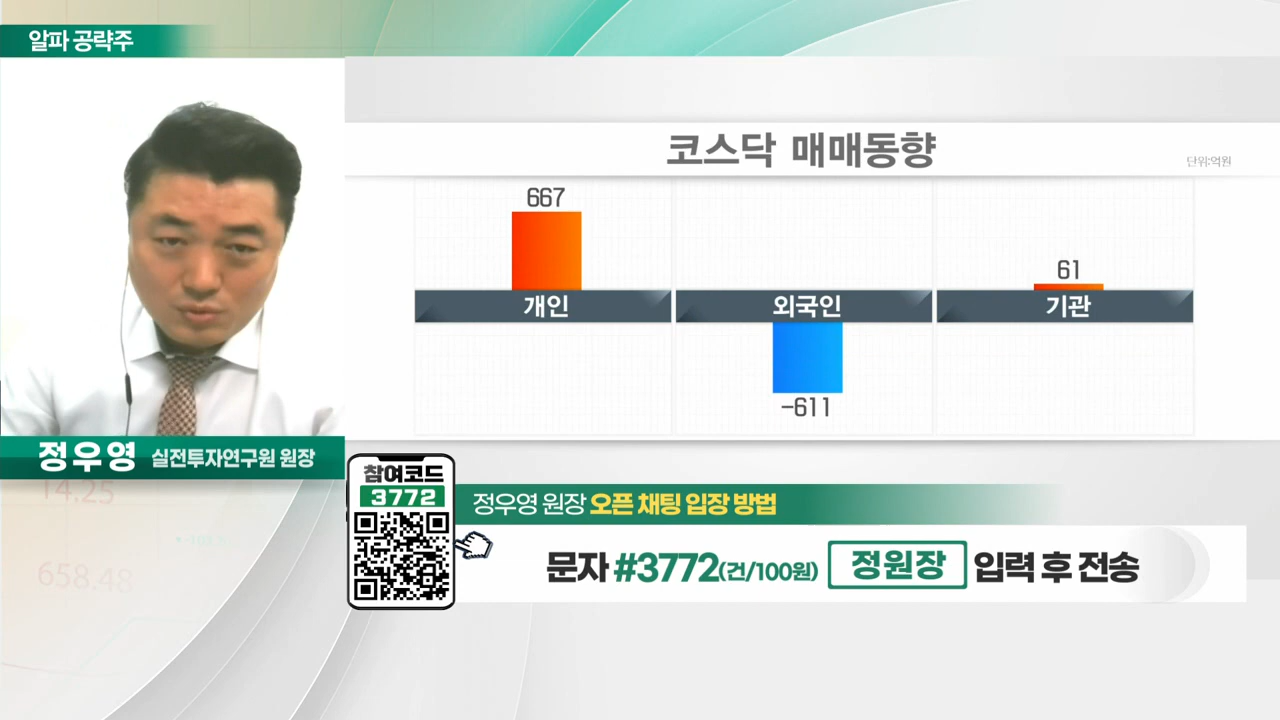 알파 공략주
코스닥 매매동향
단위:억원
667
61
개인
외국인
기관
-611
정우영 실전투자연구원 원장
14.25
658.48
참여코드
3772
정우영 원장 오픈 채팅 입장 방법
문자 #3772(건/100원) 정원장 입력 후 전송